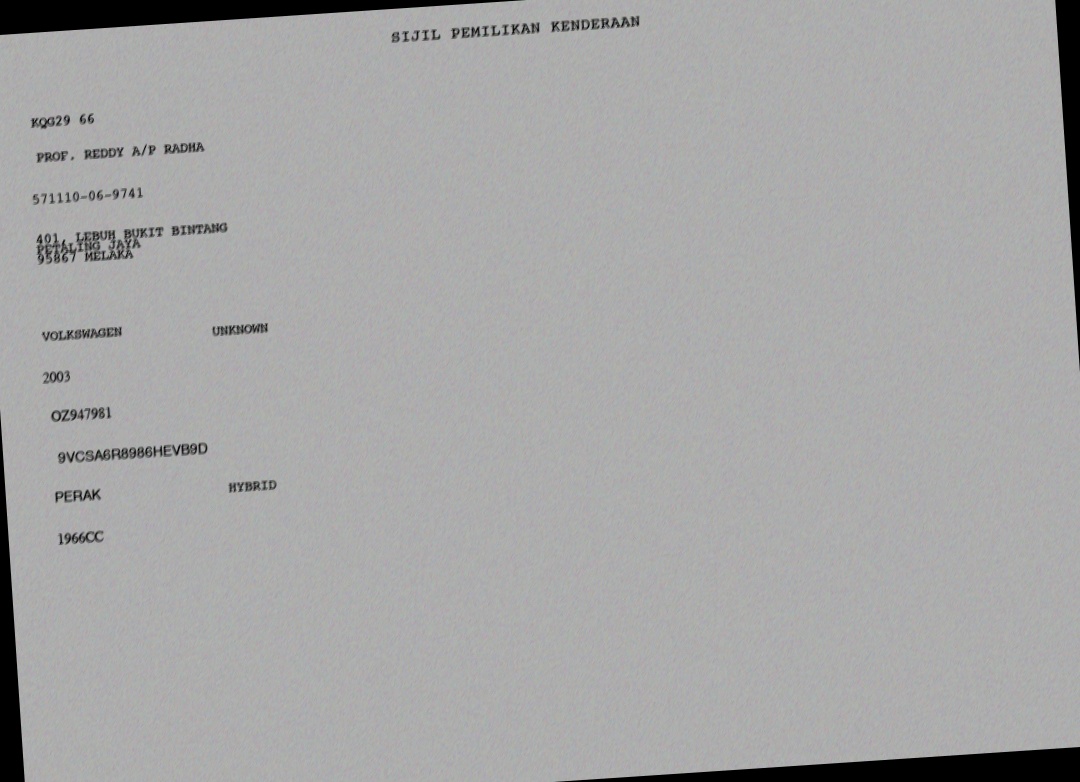 SIJIL PEMILIKAN KENDERAAN
KQG29 66
PROF. REDDY A/P RADHA
571110-06-9741
401, LEBUH BUKIT BINTANG
PETALING JAYA
95867 MELAKA
VOLKSWAGEN UNKNOWN
2003
OZ947981
9VCSA6R8986HEVB9D
PERAK HYBRID
1966CC